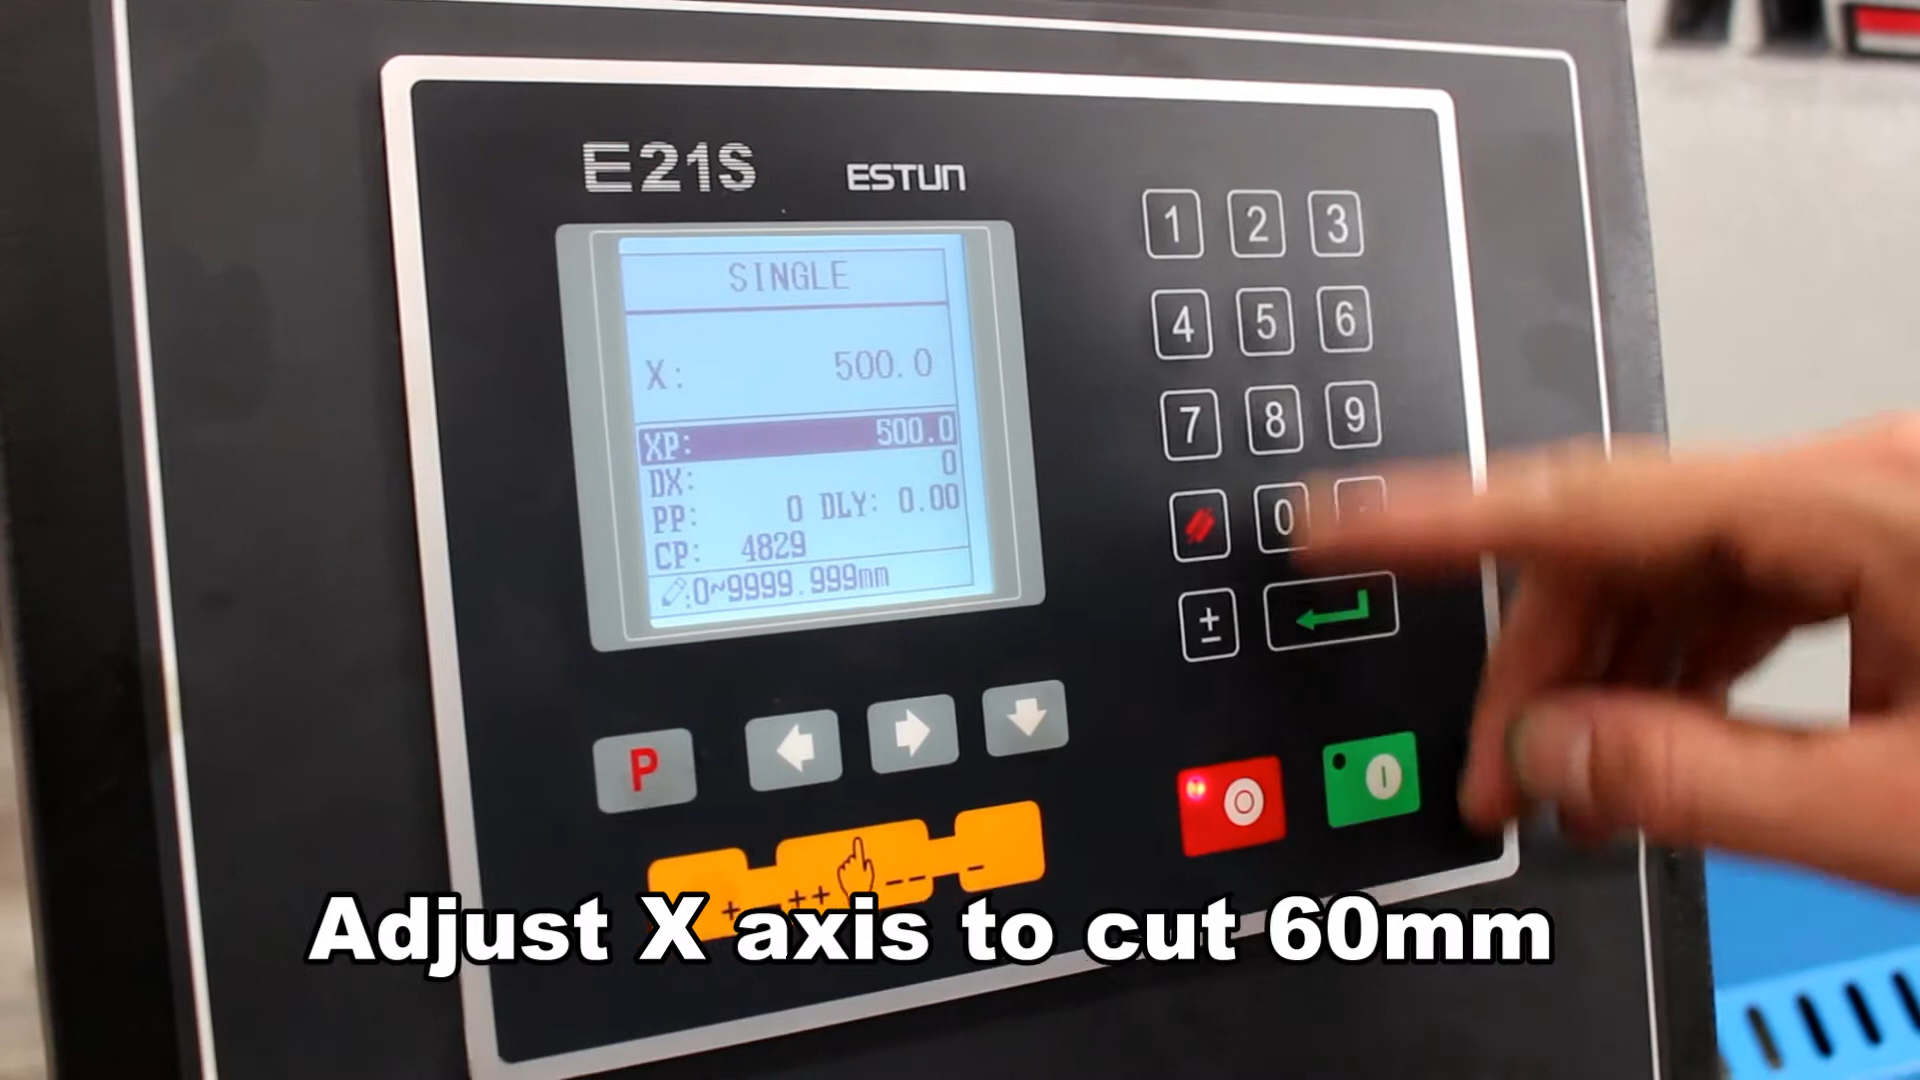 E21S ESTUN
SINGLE
X: 500.0
XP: 500.0
DX: 0
PP: 0 DLY: 0.00
CP: 4829
:0~9999.999mm
1 2 3
4 5 6
7 8 9
0 .
±
P
+ ++ -- -
Adjust X axis to cut 60mm